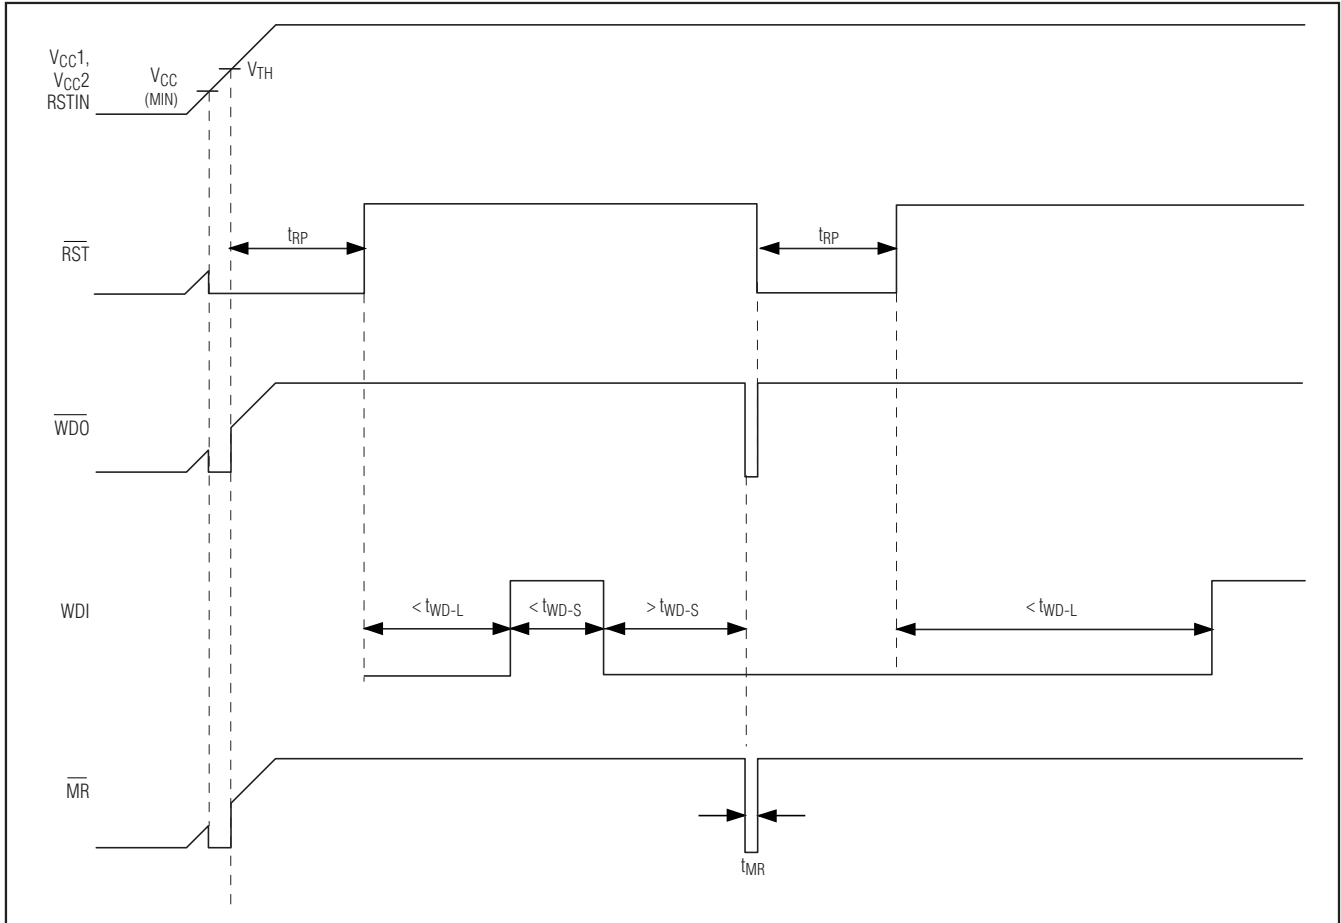 VCC1,
VCC2
RSTIN
VCC
(MIN)
VTH
RST
tRP
tRP
WDO
WDI
< tWD-L
< tWD-S
> tWD-S
< tWD-L
MR
tMR